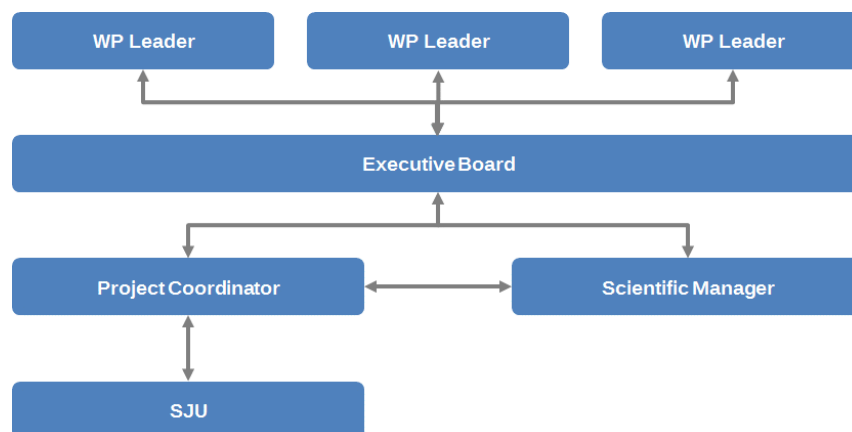 WP Leader
WP Leader
WP Leader
Executive Board
Project Coordinator
Scientific Manager
SJU